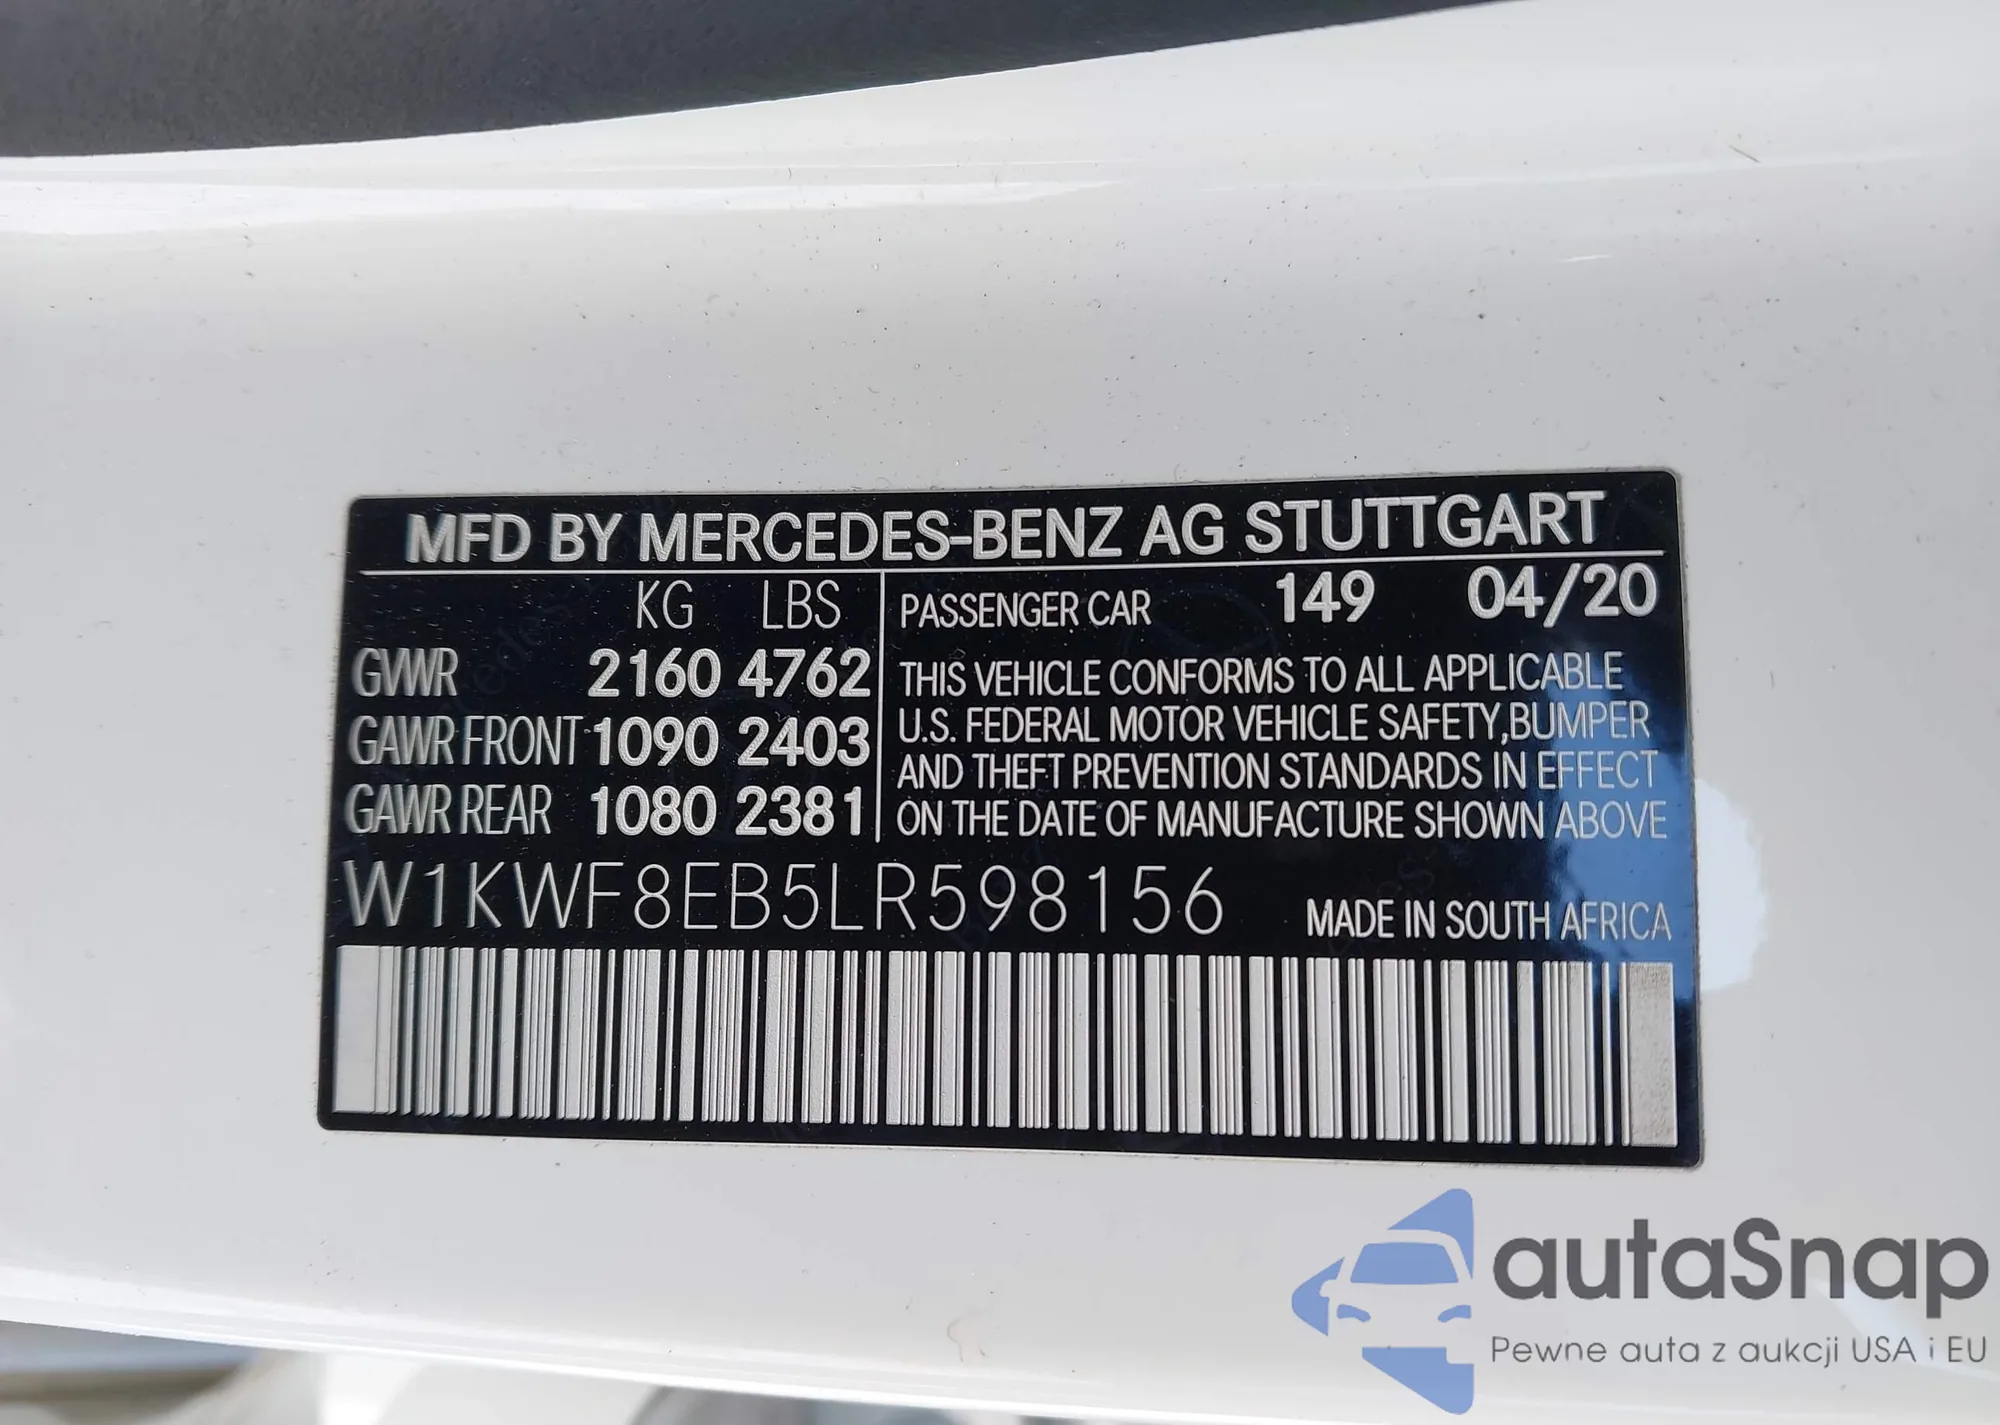 MFD BY MERCEDES-BENZ AG STUTTGART
KG LBS
GVWR 2160 4762
GAWR FRONT 1090 2403
GAWR REAR 1080 2381
PASSENGER CAR 149 04/20
THIS VEHICLE CONFORMS TO ALL APPLICABLE
U.S. FEDERAL MOTOR VEHICLE SAFETY, BUMPER
AND THEFT PREVENTION STANDARDS IN EFFECT
ON THE DATE OF MANUFACTURE SHOWN ABOVE
W1KWF8EB5LR598156
MADE IN SOUTH AFRICA
autaSnap
Pewne auta z aukcji USA i EU